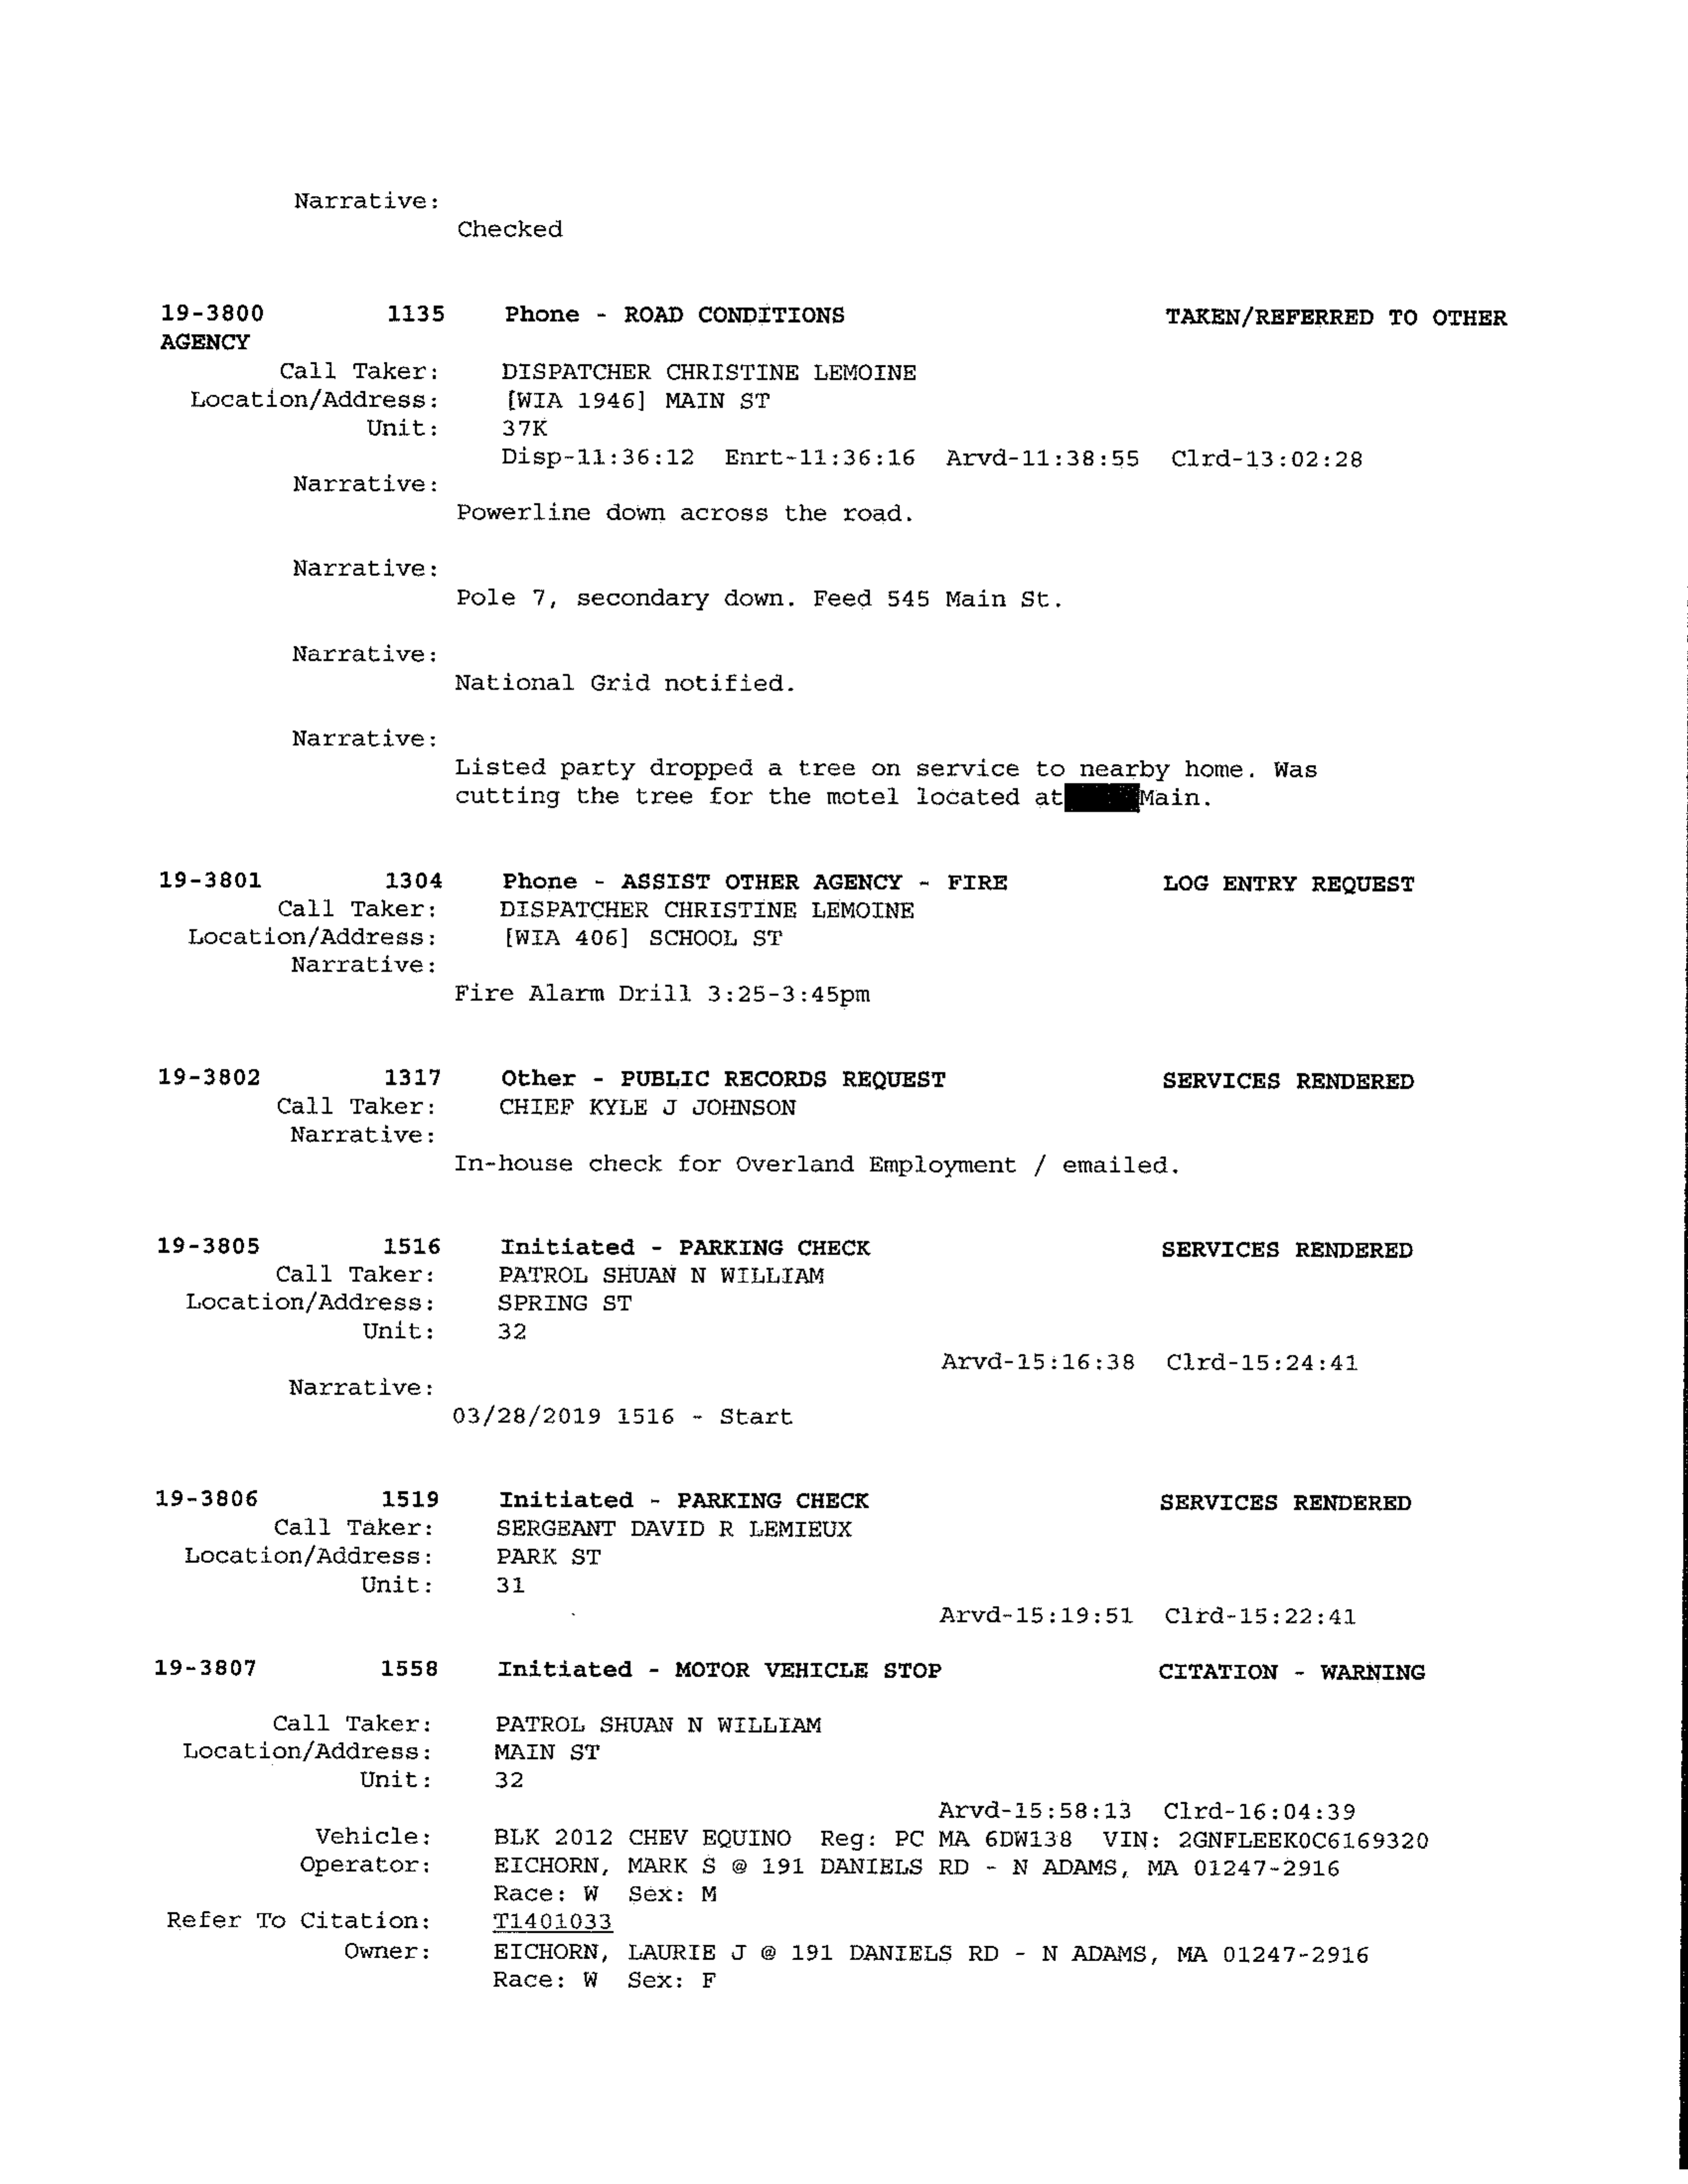 Narrative:
Checked
19-3800 1135 Phone - ROAD CONDITIONS TAKEN/REFERRED TO OTHER
AGENCY
Call Taker: DISPATCHER CHRISTINE LEMOINE
Location/Address: [WIA 1946] MAIN ST
Unit: 37K
Disp-11:36:12 Enrt-11:36:16 Arvd-11:38:55 Clrd-13:02:28
Narrative:
Powerline down across the road.
Narrative:
Pole 7, secondary down. Feed 545 Main St.
Narrative:
National Grid notified.
Narrative:
Listed party dropped a tree on service to nearby home. Was
cutting the tree for the motel located at Main.
19-3801 1304 Phone - ASSIST OTHER AGENCY - FIRE LOG ENTRY REQUEST
Call Taker: DISPATCHER CHRISTINE LEMOINE
Location/Address: [WIA 406] SCHOOL ST
Narrative:
Fire Alarm Drill 3:25-3:45pm
19-3802 1317 Other - PUBLIC RECORDS REQUEST SERVICES RENDERED
Call Taker: CHIEF KYLE J JOHNSON
Narrative:
In-house check for Overland Employment / emailed.
19-3805 1516 Initiated - PARKING CHECK SERVICES RENDERED
Call Taker: PATROL SHUAN N WILLIAM
Location/Address: SPRING ST
Unit: 32
Arvd-15:16:38 Clrd-15:24:41
Narrative:
03/28/2019 1516 - Start
19-3806 1519 Initiated - PARKING CHECK SERVICES RENDERED
Call Taker: SERGEANT DAVID R LEMIEUX
Location/Address: PARK ST
Unit: 31
Arvd-15:19:51 Clrd-15:22:41
19-3807 1558 Initiated - MOTOR VEHICLE STOP CITATION - WARNING
Call Taker: PATROL SHUAN N WILLIAM
Location/Address: MAIN ST
Unit: 32
Arvd-15:58:13 Clrd-16:04:39
Vehicle: BLK 2012 CHEV EQUINO Reg: PC MA 6DW138 VIN: 2GNFLEEK0C6169320
Operator: EICHORN, MARK S @ 191 DANIELS RD - N ADAMS, MA 01247-2916
Race: W Sex: M
Refer To Citation: T1401033
Owner: EICHORN, LAURIE J @ 191 DANIELS RD - N ADAMS, MA 01247-2916
Race: W Sex: F